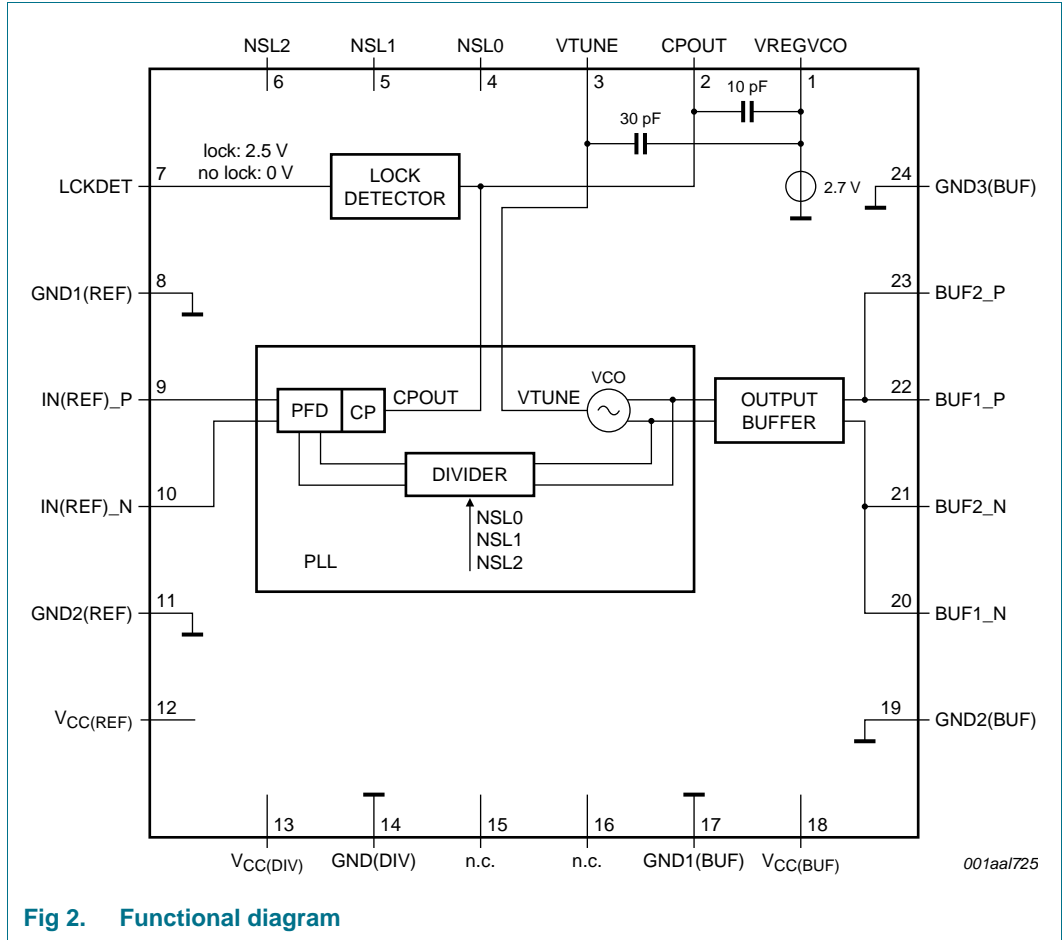 NSL2 NSL1 NSL0 VTUNE CPOUT VREGVCO
6 5 4 3 2 1
10 pF
30 pF
lock: 2.5 V
no lock: 0 V
7
LCKDET
LOCK
DETECTOR
2.7 V
24
GND3(BUF)
8
GND1(REF)
23
BUF2_P
9
IN(REF)_P
PFD CP
CPOUT
VTUNE
VCO
OUTPUT
BUFFER
22
BUF1_P
DIVIDER
10
IN(REF)_N
NSL0
NSL1
NSL2
21
BUF2_N
PLL
11
GND2(REF)
20
BUF1_N
12
VCC(REF)
19
GND2(BUF)
13 14 15 16 17 18
VCC(DIV) GND(DIV) n.c. n.c. GND1(BUF) VCC(BUF)
001aal725
Fig 2. Functional diagram